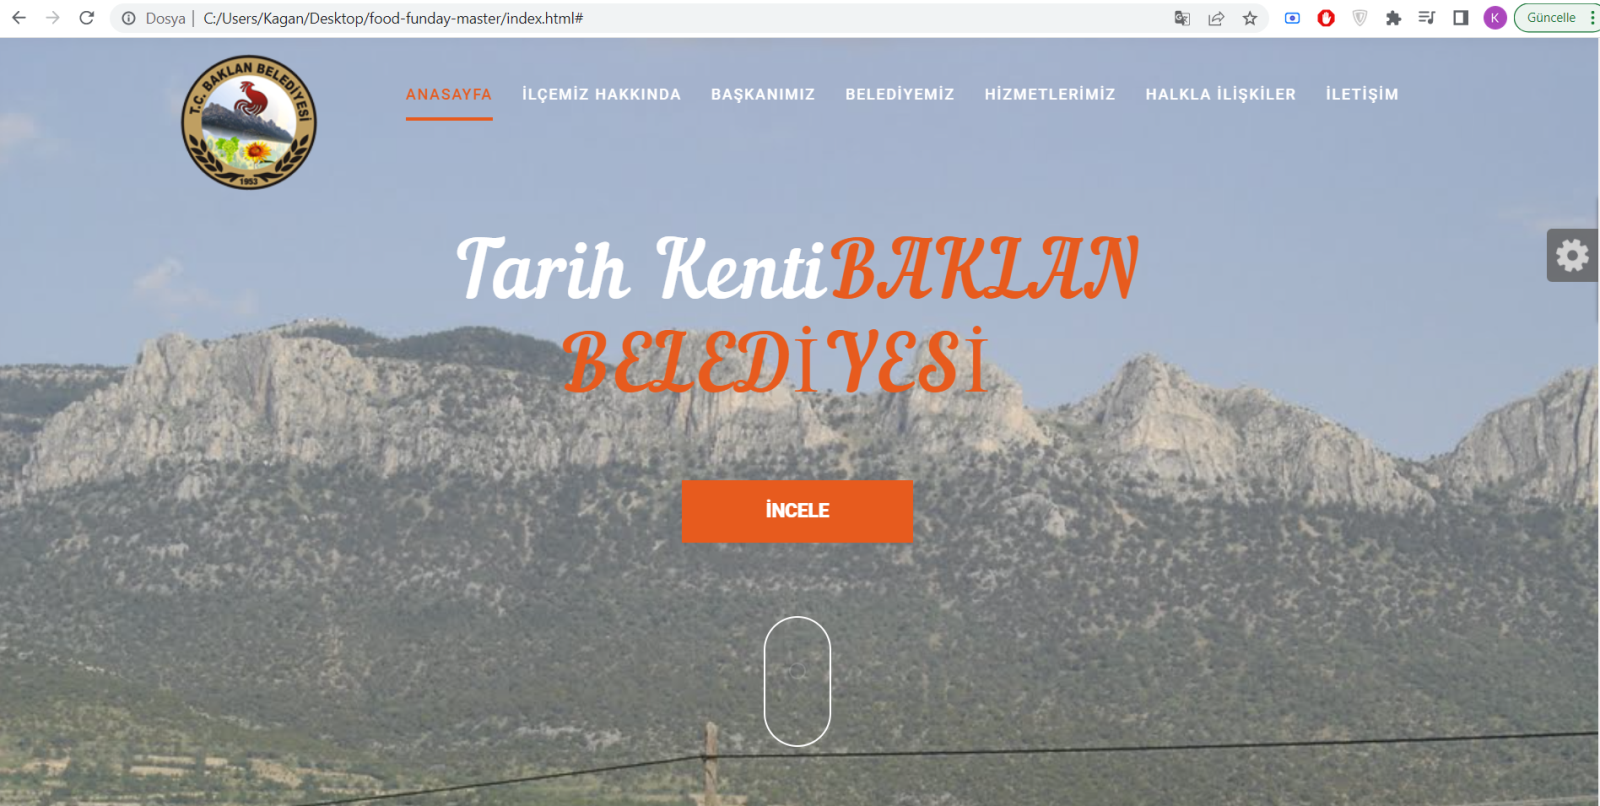 Dosya | C:/Users/Kagan/Desktop/food-funday-master/index.html#
K
Güncelle
T.C. BAKLAN BELEDİYESİ
1953
ANASAYFA İLÇEMİZ HAKKINDA BAŞKANIMIZ BELEDİYEMİZ HİZMETLERİMİZ HALKLA İLİŞKİLER İLETİŞİM
Tarih KentiBAKLAN
BELEDİYESİ
İNCELE